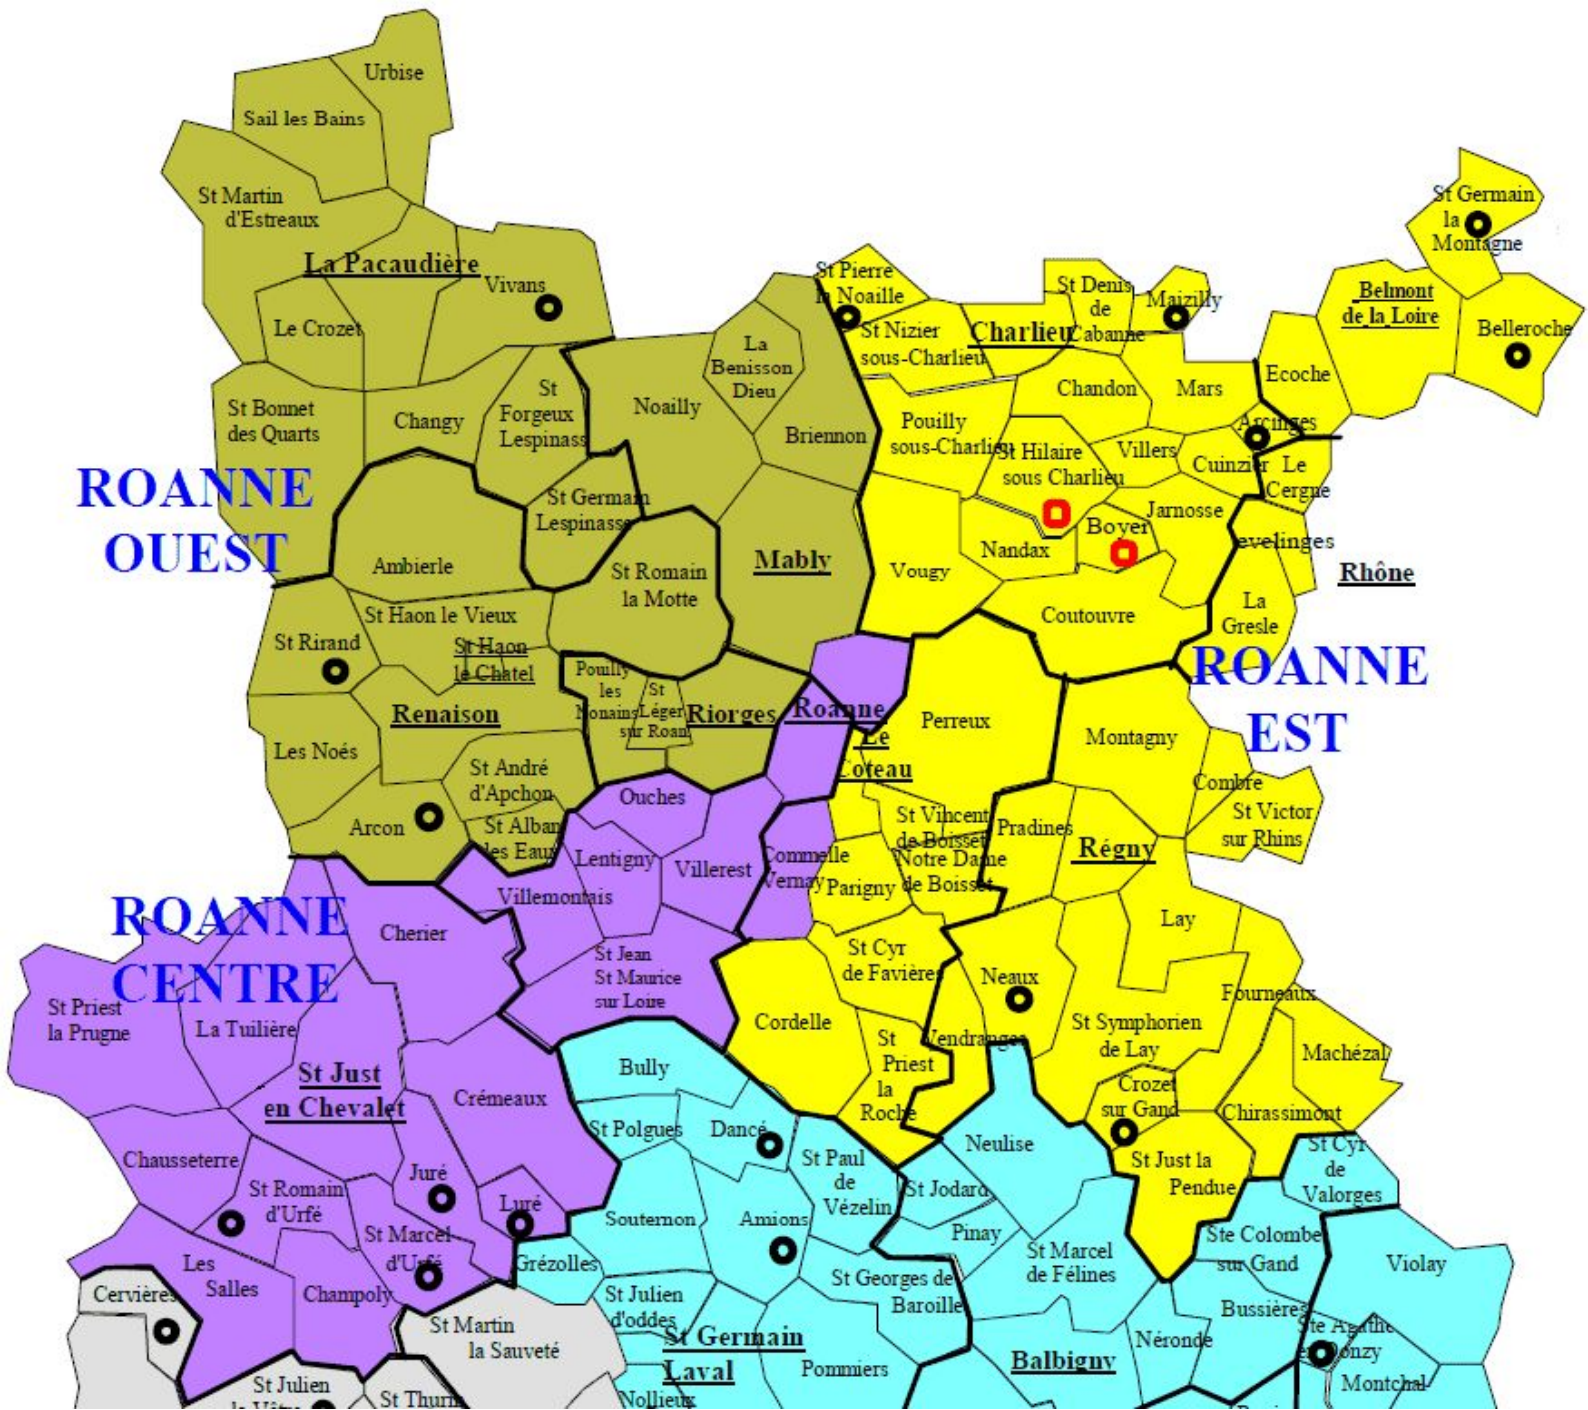 Urbise
Sail les Bains
St Martin
d'Estreaux
La Pacaudière
Vivans
Le Crozet
St Bonnet
des Quarts
Changy
St
Forgeux
Lespinass
Noailly
La
Benisson
Dieu
Briennon
St Germain
Lespinasse
Ambierle
St Romain
la Motte
Mably
ROANNE
OUEST
St Haon le Vieux
St Haon
le Chatel
St Rirand
Renaison
Les Noés
St André
d'Apchon
Arcon
St Alban
les Eaux
Pouilly
les
Nonains
St
Léger
sur Roan
Riorges
Roanne
St Pierre
la Noaille
St Nizier
sous-Charlieu
Charlieu
St Denis
de
Cabanne
Maizilly
St Germain
la
Montagne
Belmont
de la Loire
Belleroche
Ecoche
Chandon
Mars
Arcinges
Pouilly
sous-Charlieu
St Hilaire
sous Charlieu
Villers
Cuinzier
Le
Cergne
Jarnosse
Boyer
Nandax
Vougy
Coutouvre
evelinges
Rhône
La
Gresle
ROANNE
EST
Perreux
Le
Coteau
Montagny
Combre
St Victor
sur Rhins
St Vincent
de Boisset
Pradines
Régny
Notre Dame
de Boisset
Parigny
Commelle
Vernay
Ouches
Lentigny
Villerest
Villemontais
St Jean
St Maurice
sur Loire
ROANNE
CENTRE
Cherier
St Priest
la Prugne
La Tuilière
St Just
en Chevalet
Crémeaux
Chausseterre
St Romain
d'Urfé
Juré
Luré
St Marcel
d'Urfé
Les
Salles
Champoly
Cervières
St Cyr
de Favières
Neaux
Lay
Fourneaux
Cordelle
St
Priest
la
Roche
Vendranges
St Symphorien
de Lay
Machézal
Crozet
sur Gand
Chirassimont
St Just la
Pendue
Bully
St Polgues
Dancé
St Paul
de
Vézelin
Neulise
St Jodard
Pinay
St Marcel
de Félines
St Cyr
de
Valorges
Ste Colombe
sur Gand
Violay
Souternon
Amions
Grézolles
St Georges de
Baroille
St Julien
d'oddes
St Germain
Laval
Pommiers
Nollieux
Balbigny
Néronde
Bussières
Ste Agathe
en Donzy
Montchal
St Martin
la Sauveté
St Julien
St Thurin